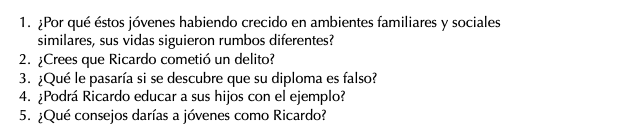 1. ¿Por qué éstos jóvenes habiendo crecido en ambientes familiares y sociales
similares, sus vidas siguieron rumbos diferentes?
2. ¿Crees que Ricardo cometió un delito?
3. ¿Qué le pasaría si se descubre que su diploma es falso?
4. ¿Podrá Ricardo educar a sus hijos con el ejemplo?
5. ¿Qué consejos darías a jóvenes como Ricardo?